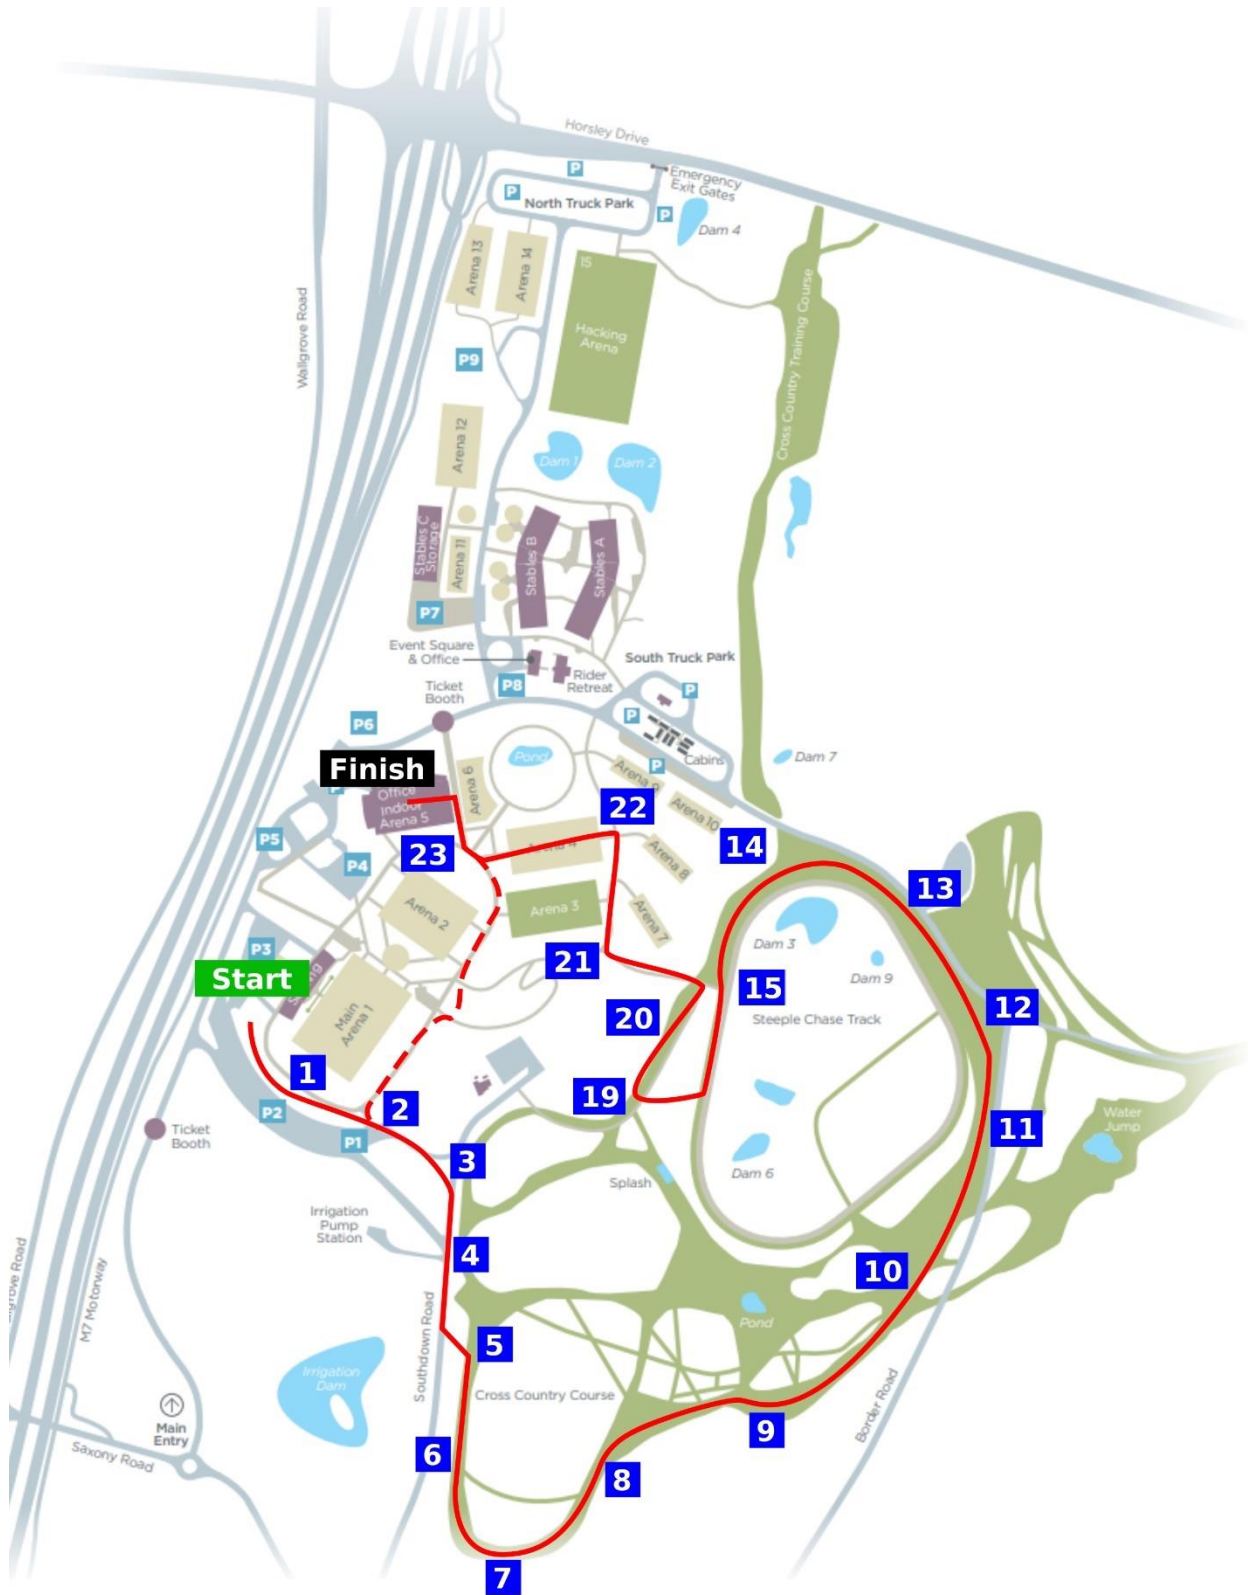 Horsley Drive
Emergency
Exit Gates
P
P
North Truck Park
P
Dam 4
Arena 13
Arena 14
15
Hacking
Arena
Cross Country Training Course
Wallgrove Road
P9
Arena 12
Dam 1
Dam 2
Stables C
Storage
Arena 11
Stables B
Stables A
P7
Event Square
& Office
Rider
Retreat
South Truck Park
P8
P
Ticket
Booth
P
P6
Cabins
Pond
P
Dam 7
Finish
Office
Indoor
Arena 5
Arena 6
Arena 9
Arena 10
22
14
P5
P4
23
Arena 4
Arena 8
13
Arena 2
Arena 3
Arena 7
Dam 3
P3
21
Dam 9
Start
15
20
Steeple Chase Track
12
Main
Arena 1
1
2
19
P2
P1
Ticket
Booth
11
Water
Jump
3
Splash
Dam 6
Irrigation
Pump
Station
4
10
Pond
M7 Motorway
Southdown Road
5
Irrigation
Dam
Cross Country Course
Main
Entry
Border Road
9
Saxony Road
6
8
7